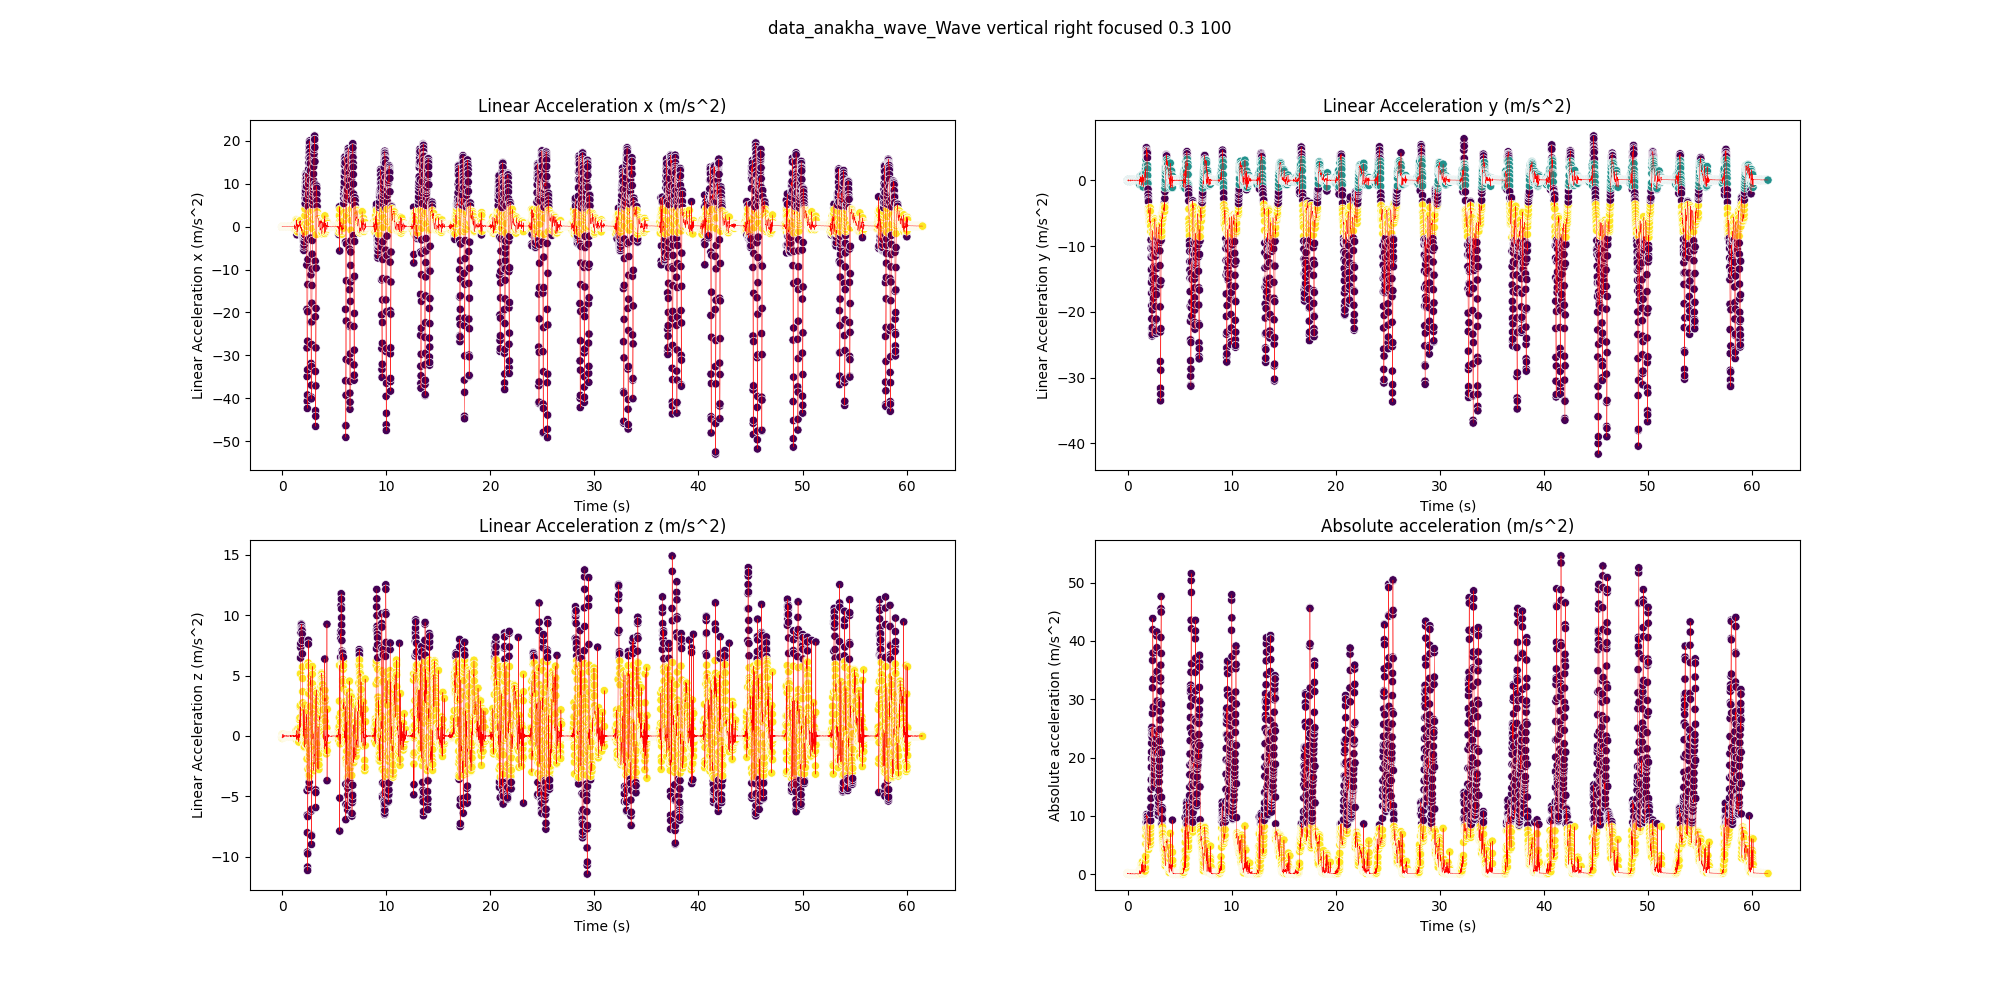 data_anakha_wave_Wave vertical right focused 0.3 100
Linear Acceleration x (m/s^2)
Linear Acceleration x (m/s^2)
20
10
0
−10
−20
−30
−40
−50
0 10 20 30 40 50 60
Time (s)
Linear Acceleration y (m/s^2)
Linear Acceleration y (m/s^2)
0
−10
−20
−30
−40
0 10 20 30 40 50 60
Time (s)
Linear Acceleration z (m/s^2)
Linear Acceleration z (m/s^2)
15
10
5
0
−5
−10
0 10 20 30 40 50 60
Time (s)
Absolute acceleration (m/s^2)
Absolute acceleration (m/s^2)
50
40
30
20
10
0
0 10 20 30 40 50 60
Time (s)